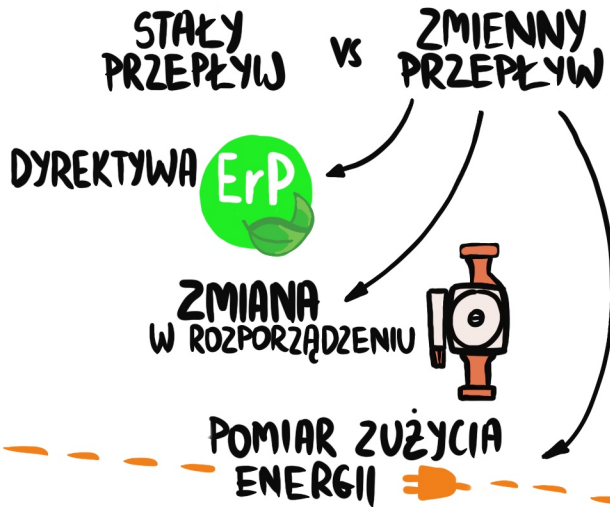 STAŁY
PRZEPŁYW
VS
ZMIENNY
PRZEPŁYW
DYREKTYWA ErP
ZMIANA
W ROZPORZĄDZENIU
POMIAR ZUŻYCIA
ENERGII